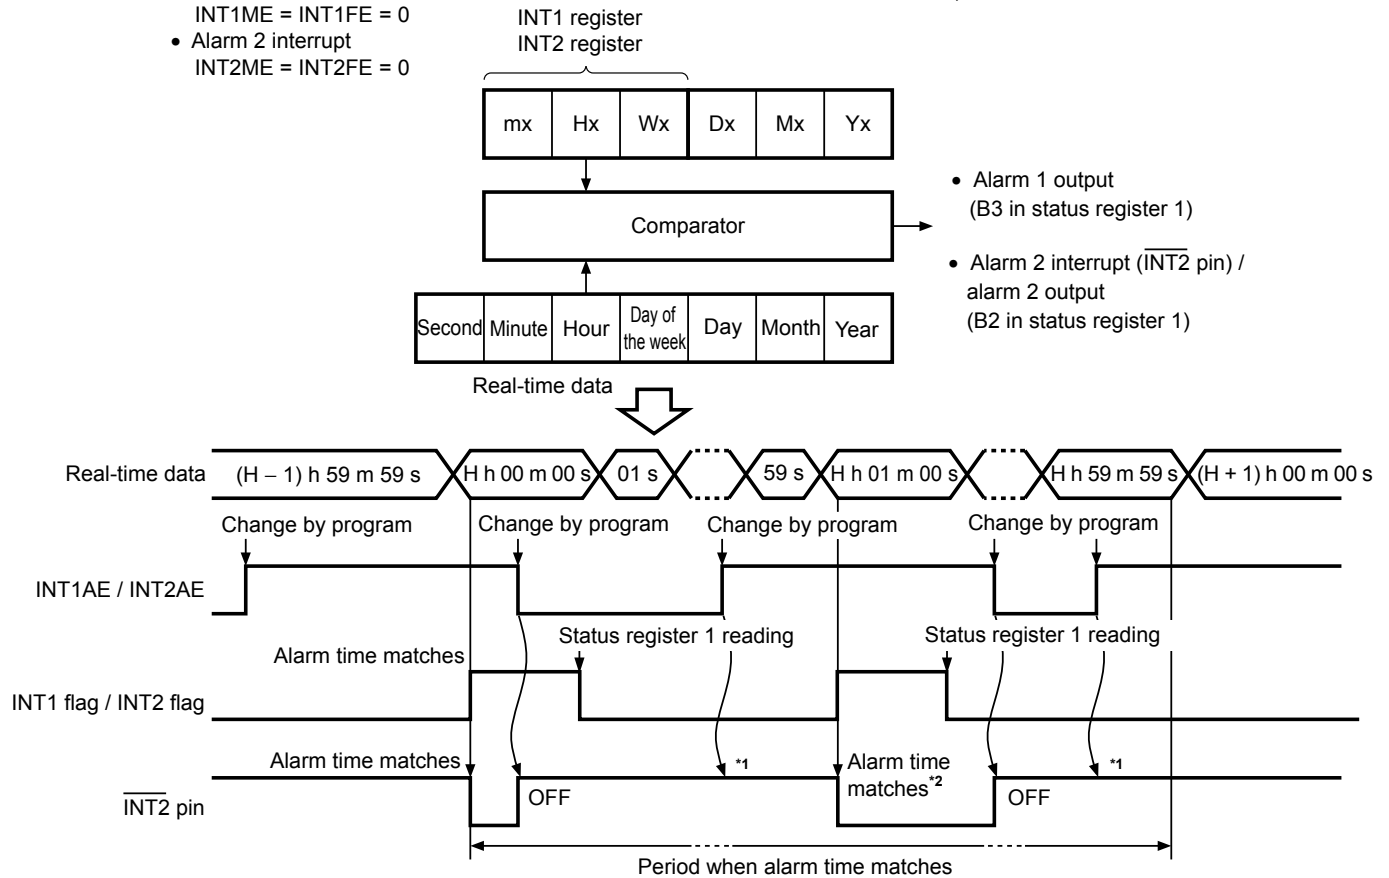 INT1ME = INT1FE = 0
• Alarm 2 interrupt
INT2ME = INT2FE = 0
INT1 register
INT2 register
mx Hx Wx Dx Mx Yx
Comparator
• Alarm 1 output
(B3 in status register 1)
• Alarm 2 interrupt (INT2 pin) /
alarm 2 output
(B2 in status register 1)
Second Minute Hour Day of the week Day Month Year
Real-time data
Real-time data (H − 1) h 59 m 59 s H h 00 m 00 s 01 s 59 s H h 01 m 00 s H h 59 m 59 s (H + 1) h 00 m 00 s
Change by program Change by program Change by program Change by program
INT1AE / INT2AE
Status register 1 reading Status register 1 reading
Alarm time matches
INT1 flag / INT2 flag
Alarm time matches *1 Alarm time matches*2 *1
INT2 pin OFF OFF
Period when alarm time matches